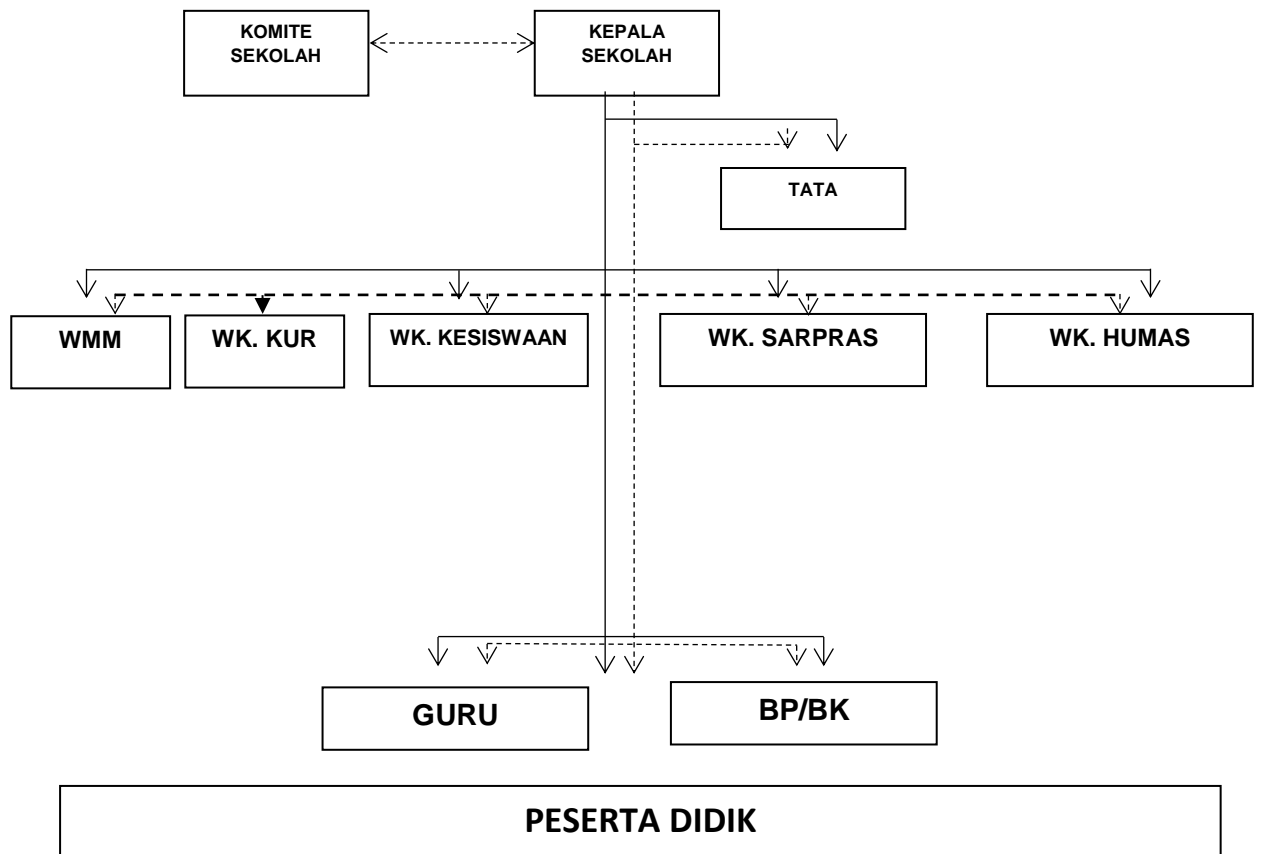 KOMITE
SEKOLAH
KEPALA
SEKOLAH
TATA
WMM
WK. KUR
WK. KESISWAAN
WK. SARPRAS
WK. HUMAS
GURU
BP/BK
PESERTA DIDIK